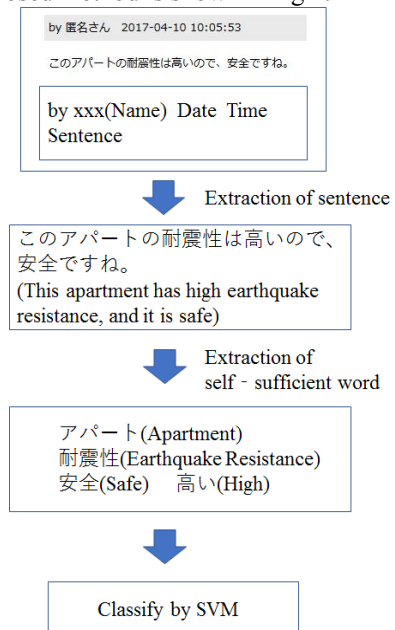 by 匿名さん 2017-04-10 10:05:53
このアパートの耐震性は高いので、安全ですね。
by xxx(Name) Date Time
Sentence
Extraction of sentence
このアパートの耐震性は高いので、
安全ですね。
(This apartment has high earthquake
resistance, and it is safe)
Extraction of
self‐sufficient word
アパート(Apartment)
耐震性(Earthquake Resistance)
安全(Safe) 高い(High)
Classify by SVM